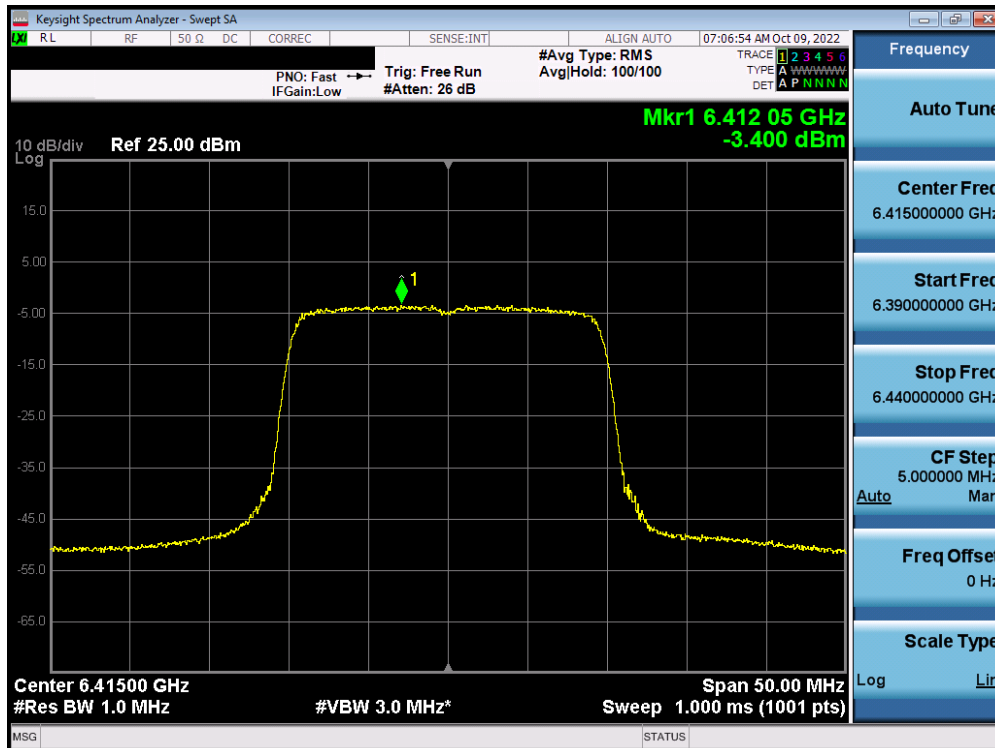 Keysight Spectrum Analyzer - Swept SA
LXI RL RF 50 Ω DC CORREC SENSE:INT ALIGN AUTO 07:06:54 AM Oct 09, 2022
PNO: Fast Trig: Free Run #Avg Type: RMS TRACE 1 2 3 4 5 6
IFGain:Low #Atten: 26 dB Avg|Hold: 100/100 TYPE A WWWWW
DET A P N N N N
Mkr1 6.412 05 GHz
-3.400 dBm
10 dB/div Ref 25.00 dBm
Log
15.0
5.00
1
-5.00
-15.0
-25.0
-35.0
-45.0
-55.0
-65.0
Center 6.41500 GHz Span 50.00 MHz
#Res BW 1.0 MHz #VBW 3.0 MHz* Sweep 1.000 ms (1001 pts)
MSG STATUS
Frequency
Auto Tune
Center Freq
6.415000000 GHz
Start Freq
6.390000000 GHz
Stop Freq
6.440000000 GHz
CF Step
5.000000 MHz
Auto Man
Freq Offset
0 Hz
Scale Type
Log Lin